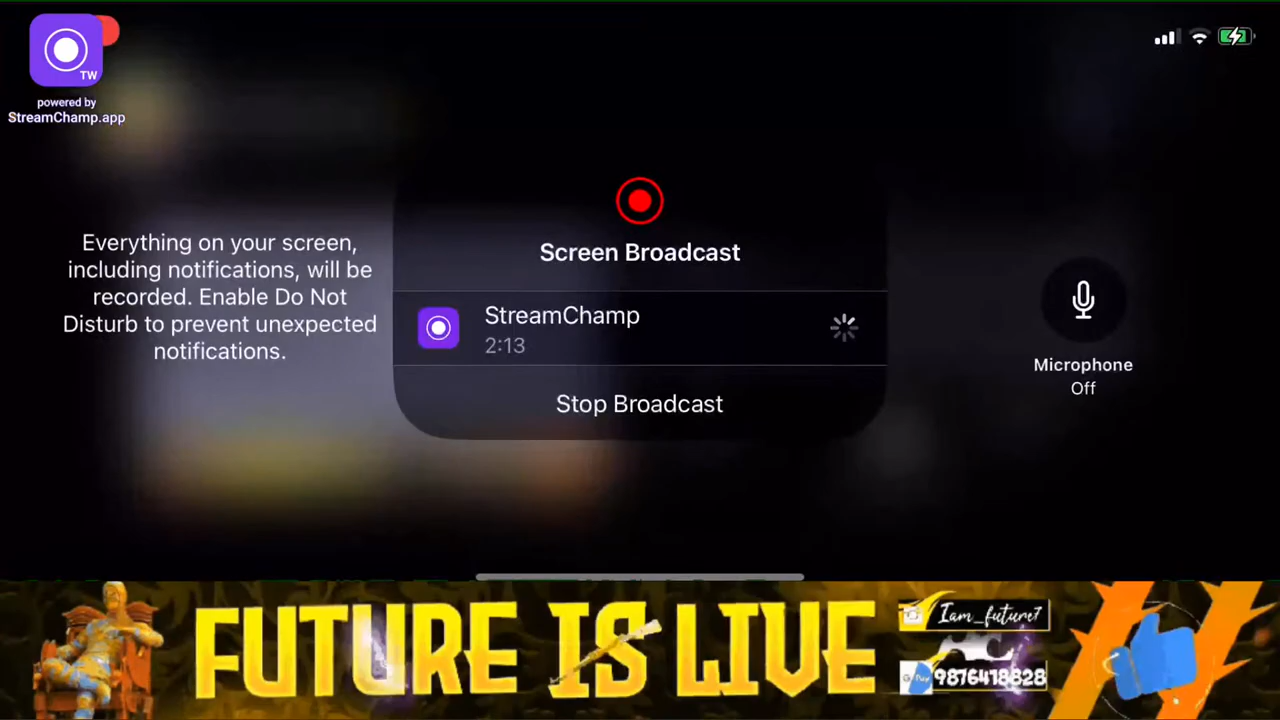 TW
powered by
StreamChamp.app
Everything on your screen,
including notifications, will be
recorded. Enable Do Not
Disturb to prevent unexpected
notifications.
Screen Broadcast
StreamChamp
2:13
Stop Broadcast
Microphone
Off
FUTURE IS LIVE
Iam_future7
G Pay
9876418828